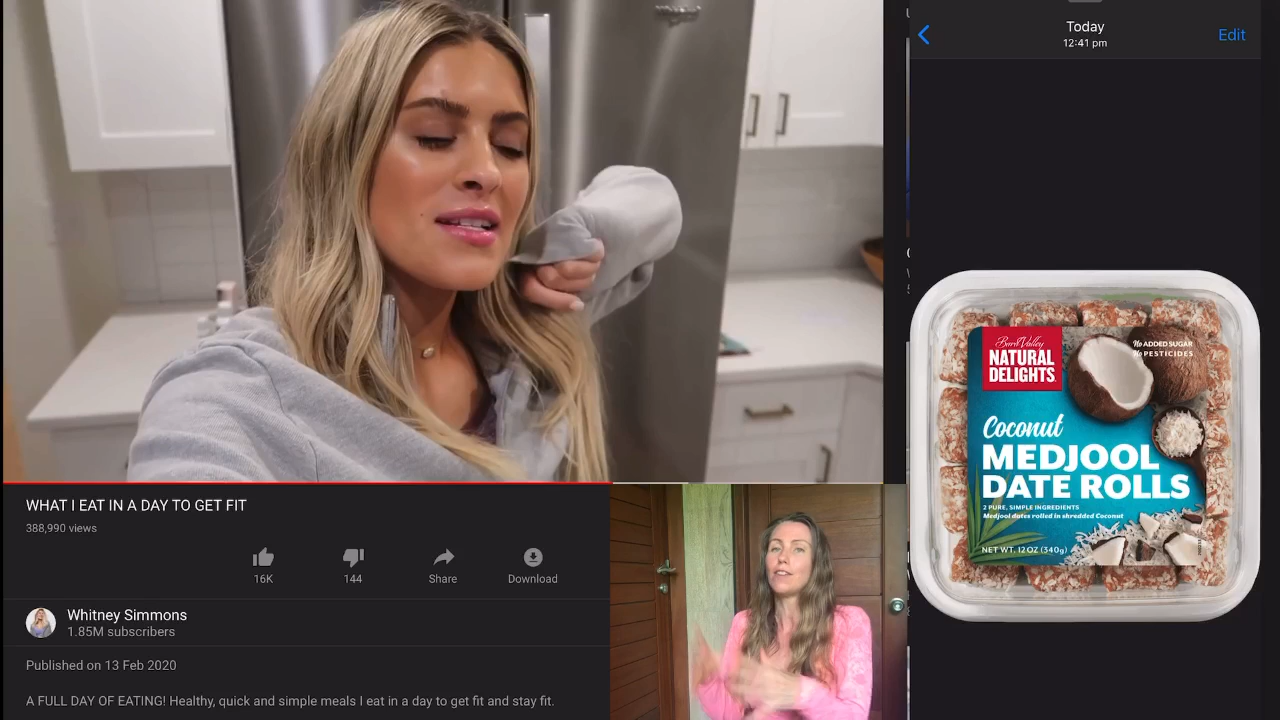 WHAT I EAT IN A DAY TO GET FIT
388,990 views
16K
144
Share
Download
Whitney Simmons
1.85M subscribers
Published on 13 Feb 2020
A FULL DAY OF EATING! Healthy, quick and simple meals I eat in a day to get fit and stay fit.
Today
12:41 pm
Edit
Bard Valley
NATURAL
DELIGHTS
No ADDED SUGAR
No PESTICIDES
Coconut
MEDJOOL
DATE ROLLS
2 PURE, SIMPLE INGREDIENTS
Medjool dates rolled in shredded Coconut
NET WT. 12 OZ (340g)